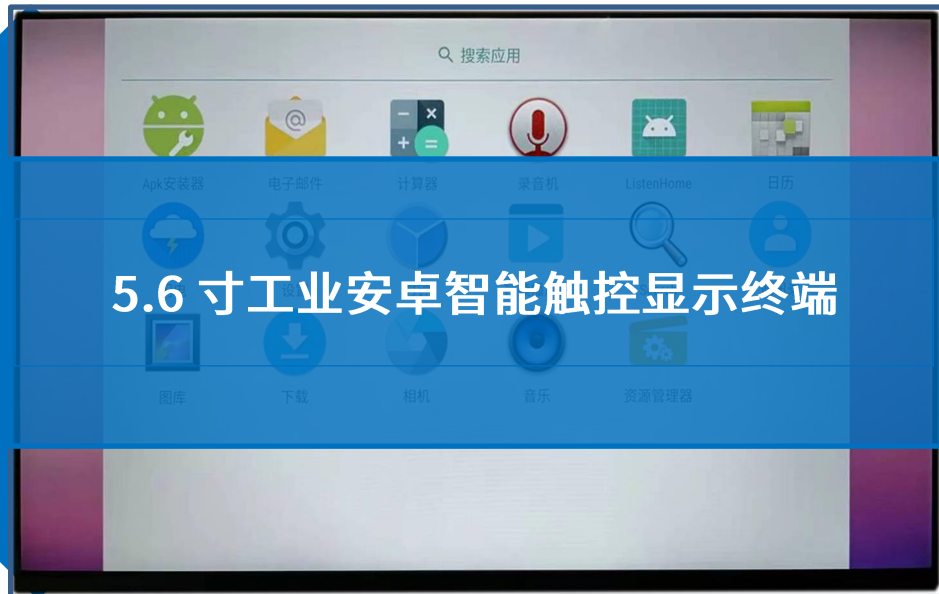 搜索应用
@
Apk安装器 电子邮件 计算器 录音机 ListenHome 日历
5.6 寸工业安卓智能触控显示终端
图库 下载 相机 音乐 资源管理器